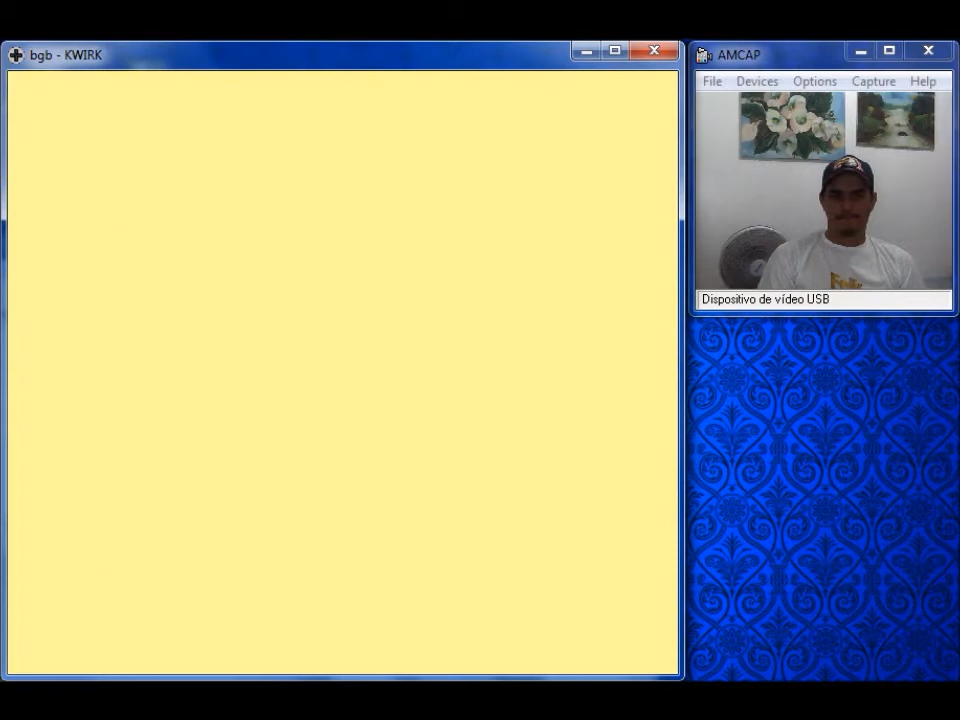 bgb - KWIRK
AMCAP
File Devices Options Capture Help
Dispositivo de vídeo USB